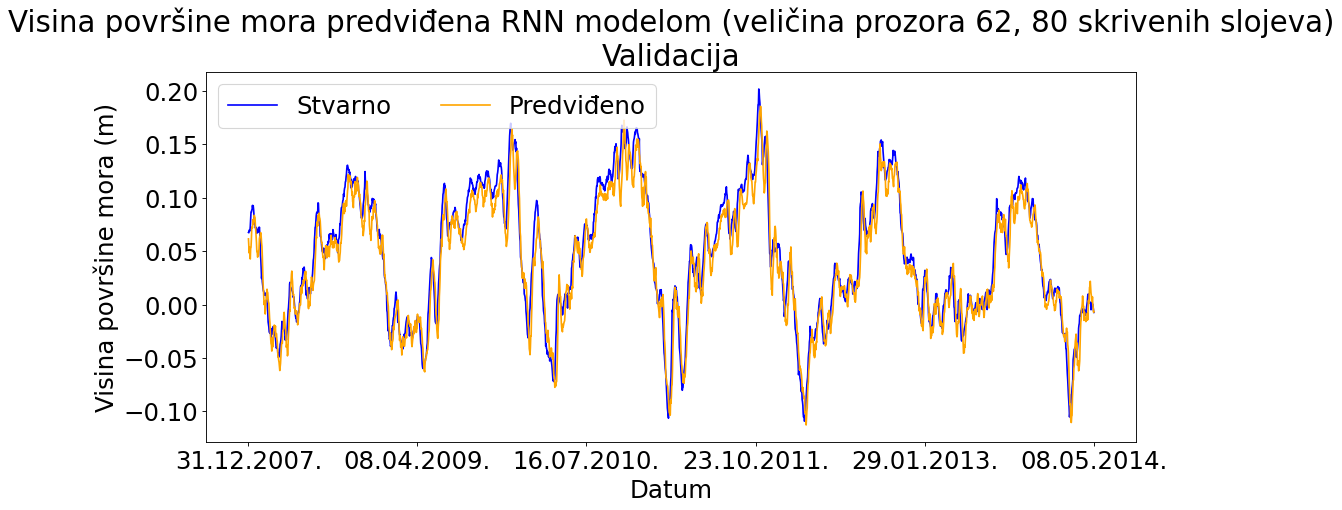 Visina površine mora predviđena RNN modelom (veličina prozora 62, 80 skrivenih slojeva)
Validacija
Stvarno
Predviđeno
Visina površine mora (m)
0.20
0.15
0.10
0.05
0.00
−0.05
−0.10
31.12.2007.
08.04.2009.
16.07.2010.
23.10.2011.
29.01.2013.
08.05.2014.
Datum